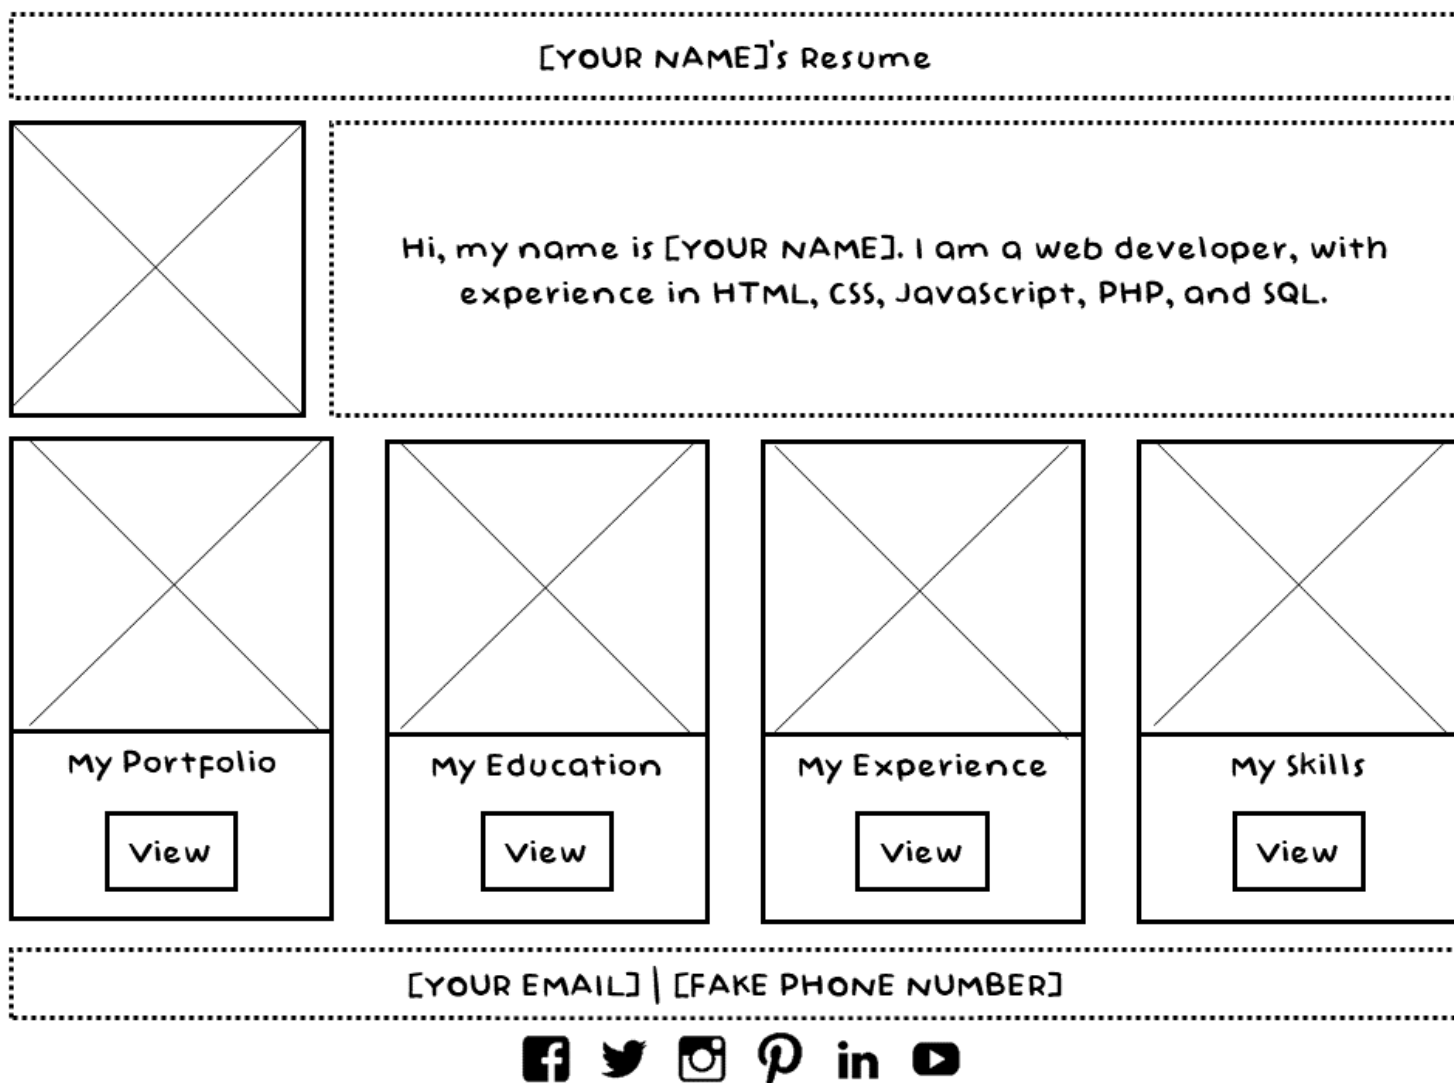 [YOUR NAME]'s Resume
Hi, my name is [YOUR NAME]. I am a web developer, with
experience in HTML, CSS, JavaScript, PHP, and SQL.
My Portfolio
View
My Education
View
My Experience
View
My Skills
View
[YOUR EMAIL] | [FAKE PHONE NUMBER]